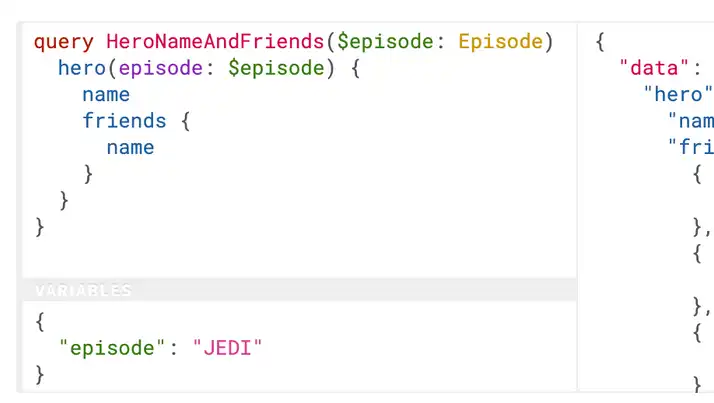 query HeroNameAndFriends($episode: Episode)
  hero(episode: $episode) {
    name
    friends {
      name
    }
  }
}
VARIABLES
{
  "episode": "JEDI"
}
{
  "data":
    "hero"
      "nam
      "fri
        {
        },
        {
        },
        {
        }